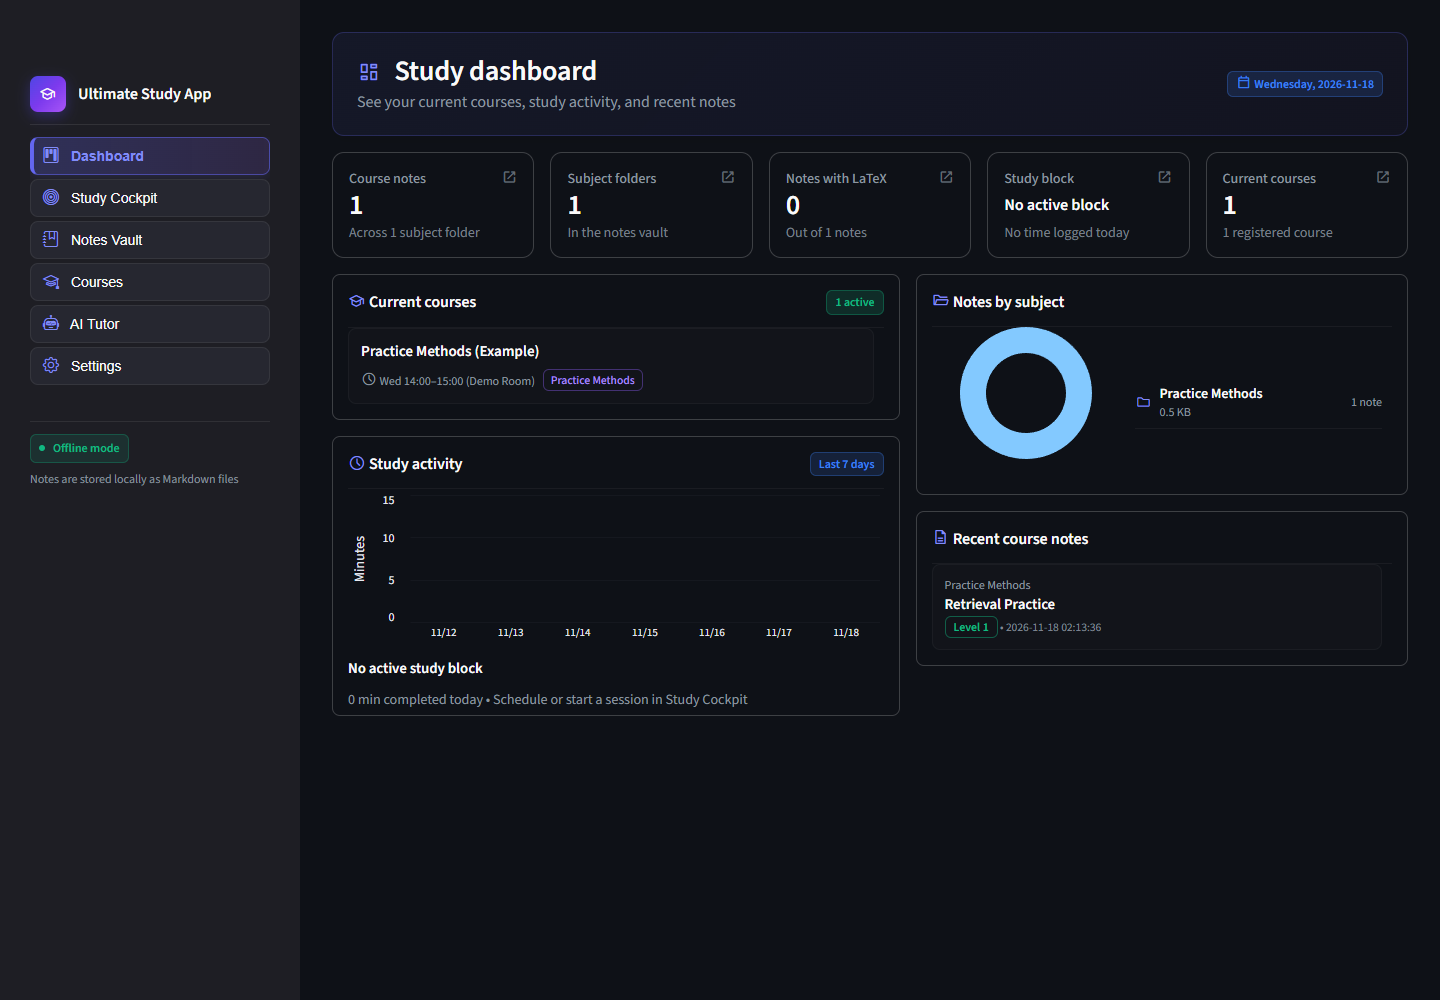 Ultimate Study App
Dashboard
Study Cockpit
Notes Vault
Courses
AI Tutor
Settings
Offline mode
Notes are stored locally as Markdown files
Study dashboard
See your current courses, study activity, and recent notes
Wednesday, 2026-11-18
Course notes
1
Across 1 subject folder
Subject folders
1
In the notes vault
Notes with LaTeX
0
Out of 1 notes
Study block
No active block
No time logged today
Current courses
1
1 registered course
Current courses
1 active
Practice Methods (Example)
Wed 14:00–15:00 (Demo Room)
Practice Methods
Study activity
Last 7 days
Minutes
15
10
5
0
11/12 11/13 11/14 11/15 11/16 11/17 11/18
No active study block
0 min completed today • Schedule or start a session in Study Cockpit
Notes by subject
Practice Methods
0.5 KB
1 note
Recent course notes
Practice Methods
Retrieval Practice
Level 1 • 2026-11-18 02:13:36